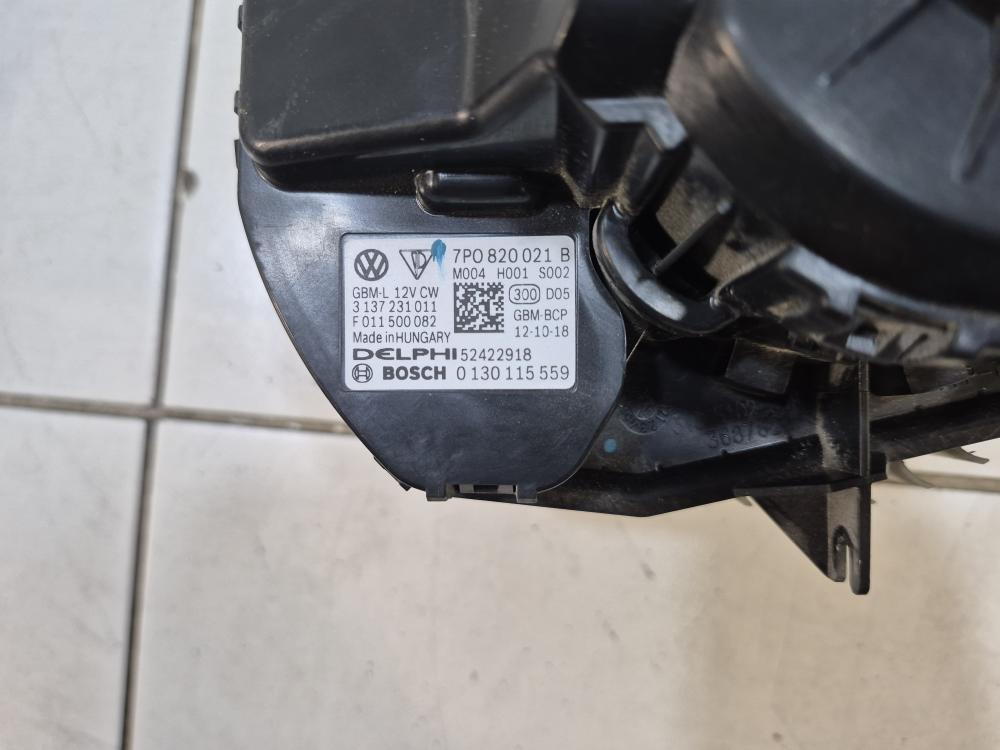 7P0 820 021 B
M004 H001 S002
GBM-L 12V CW
3 137 231 011
F 011 500 082
Made in HUNGARY
300 D05
GBM-BCP
12-10-18
DELPHI 52422918
BOSCH 0 130 115 559